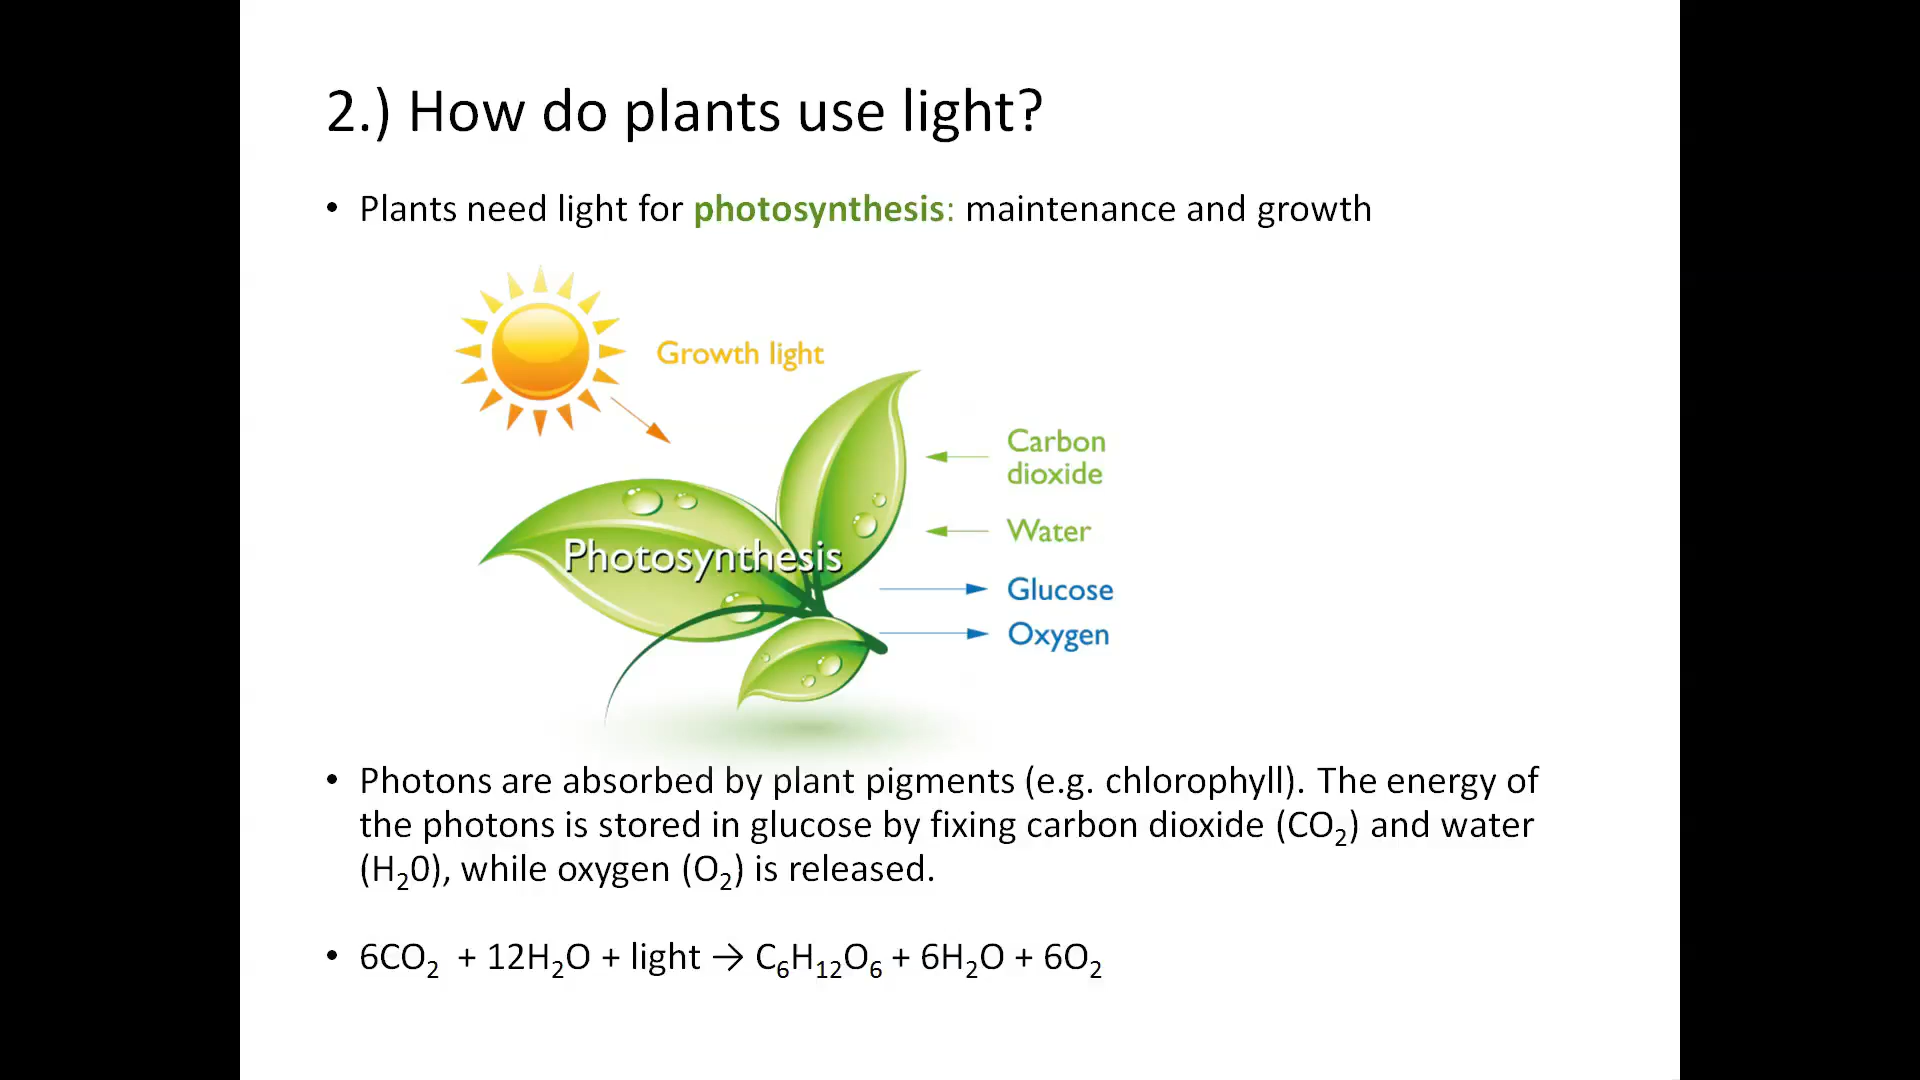 2.) How do plants use light?
• Plants need light for photosynthesis: maintenance and growth
Growth light
Carbon
dioxide
Water
Photosynthesis
Glucose
Oxygen
• Photons are absorbed by plant pigments (e.g. chlorophyll). The energy of
the photons is stored in glucose by fixing carbon dioxide (CO₂) and water
(H₂0), while oxygen (O₂) is released.
• 6CO₂ + 12H₂O + light → C₆H₁₂O₆ + 6H₂O + 6O₂